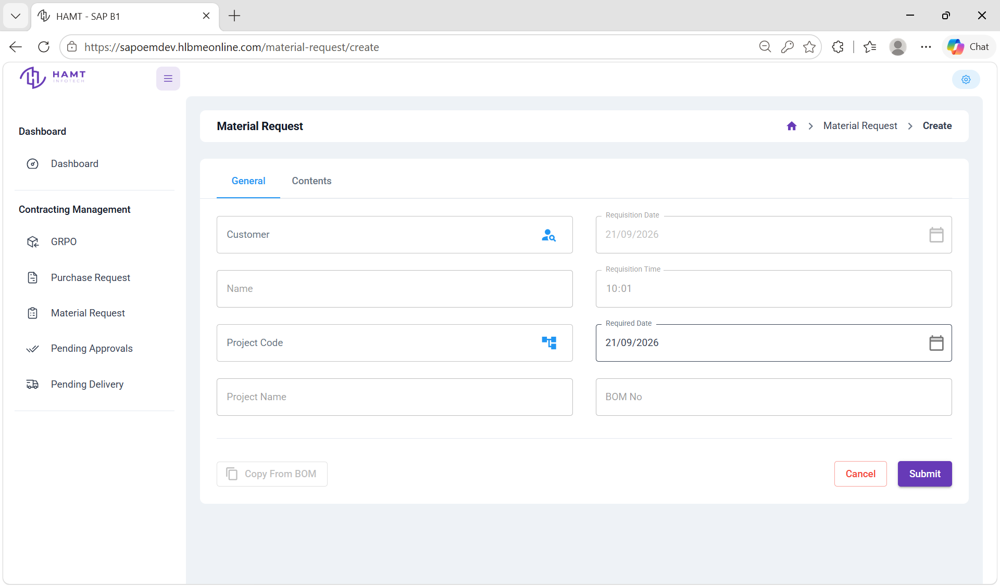 HAMT - SAP B1
https://sapoemdev.hlbmeonline.com/material-request/create
Chat
HAMT
INFOTECH
Dashboard
Dashboard
Contracting Management
GRPO
Purchase Request
Material Request
Pending Approvals
Pending Delivery
Material Request
Material Request
Create
General
Contents
Customer
Requisition Date
21/09/2026
Name
Requisition Time
10:01
Project Code
Required Date
21/09/2026
Project Name
BOM No
Copy From BOM
Cancel
Submit